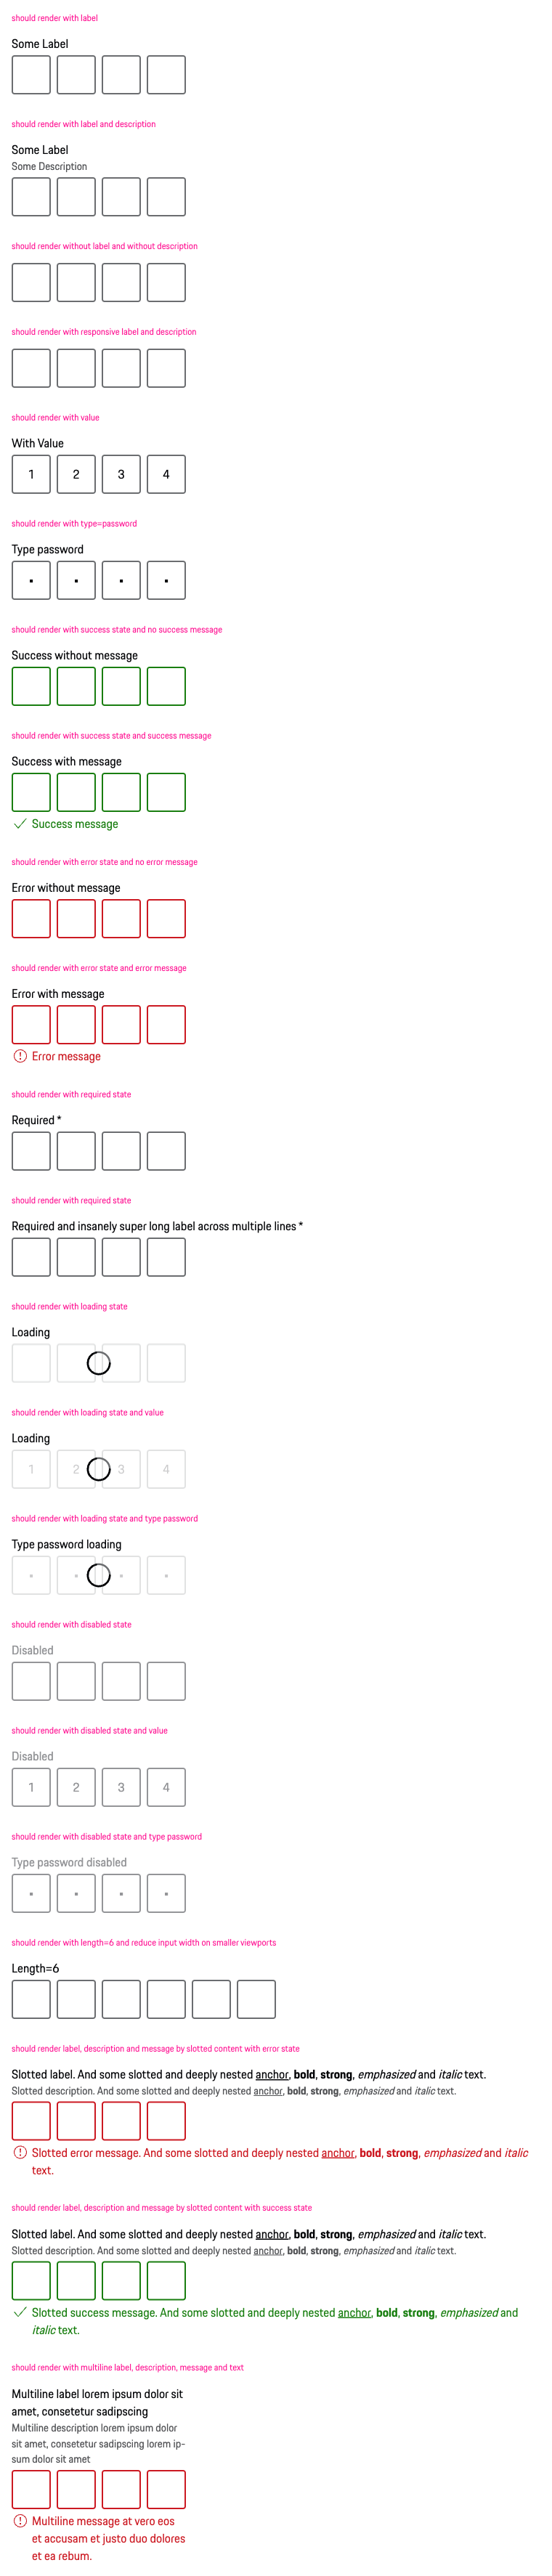 should render with label
Some Label
should render with label and description
Some Label
Some Description
should render without label and without description
should render with responsive label and description
should render with value
With Value
1 2 3 4
should render with type=password
Type password
should render with success state and no success message
Success without message
should render with success state and success message
Success with message
Success message
should render with error state and no error message
Error without message
should render with error state and error message
Error with message
Error message
should render with required state
Required *
should render with required state
Required and insanely super long label across multiple lines *
should render with loading state
Loading
should render with loading state and value
Loading
1 2 3 4
should render with loading state and type password
Type password loading
should render with disabled state
Disabled
should render with disabled state and value
Disabled
1 2 3 4
should render with disabled state and type password
Type password disabled
should render with length=6 and reduce input width on smaller viewports
Length=6
should render label, description and message by slotted content with error state
Slotted label. And some slotted and deeply nested anchor, bold, strong, emphasized and italic text.
Slotted description. And some slotted and deeply nested anchor, bold, strong, emphasized and italic text.
Slotted error message. And some slotted and deeply nested anchor, bold, strong, emphasized and italic
text.
should render label, description and message by slotted content with success state
Slotted label. And some slotted and deeply nested anchor, bold, strong, emphasized and italic text.
Slotted description. And some slotted and deeply nested anchor, bold, strong, emphasized and italic text.
Slotted success message. And some slotted and deeply nested anchor, bold, strong, emphasized and
italic text.
should render with multiline label, description, message and text
Multiline label lorem ipsum dolor sit
amet, consetetur sadipscing
Multiline description lorem ipsum dolor
sit amet, consetetur sadipscing lorem ip-
sum dolor sit amet
Multiline message at vero eos
et accusam et justo duo dolores
et ea rebum.